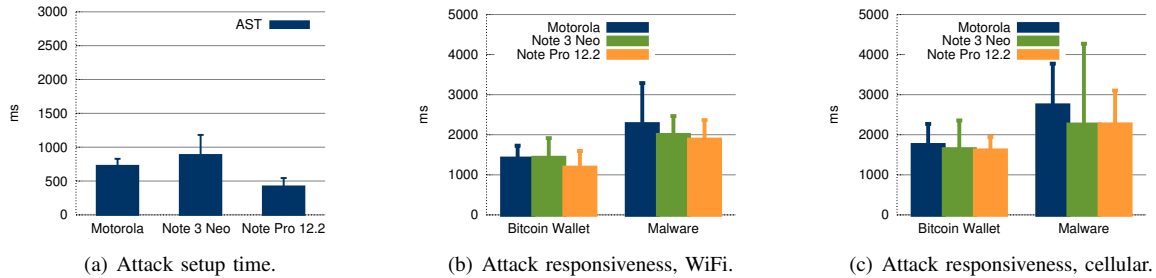 3000
2500
2000
1500
1000
500
0
ms
AST
Motorola Note 3 Neo Note Pro 12.2
(a) Attack setup time.
5000
4000
3000
2000
1000
0
ms
Motorola
Note 3 Neo
Note Pro 12.2
Bitcoin Wallet Malware
(b) Attack responsiveness, WiFi.
5000
4000
3000
2000
1000
0
ms
Motorola
Note 3 Neo
Note Pro 12.2
Bitcoin Wallet Malware
(c) Attack responsiveness, cellular.